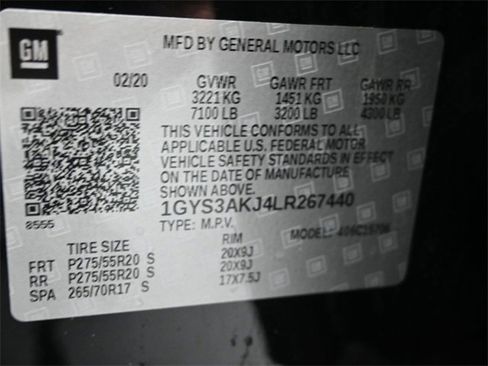 GM
MFD BY GENERAL MOTORS LLC
02/20 GVWR GAWR FRT GAWR RR
3221 KG 1451 KG 1950 KG
7100 LB 3200 LB 4300 LB
THIS VEHICLE CONFORMS TO ALL
APPLICABLE U.S. FEDERAL MOTOR
VEHICLE SAFETY STANDARDS IN EFFECT
ON THE DATE OF MANUFACTURE
SHOWN ABOVE.
1GYS3AKJ4LR267440
8555
TYPE: M.P.V. MODEL:
TIRE SIZE RIM
FRT P275/55R20 S 20X9J
RR P275/55R20 S 20X9J
SPA 265/70R17 S 17X7.5J